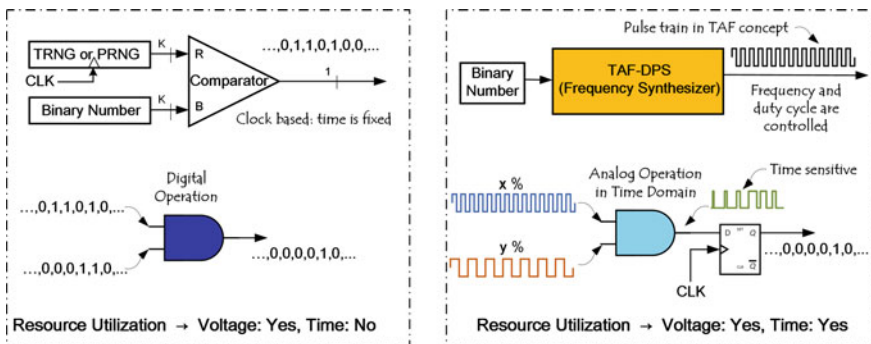 TRNG or PRNG
K
R
…,0,1,1,0,1,0,0,…
CLK
Comparator
1
Binary Number
K
B
Clock based: time is fixed
Digital
Operation
…,0,1,1,0,1,0,…
…,0,0,0,1,1,0,…
…,0,0,0,0,1,0,…
Resource Utilization → Voltage: Yes, Time: No
Pulse train in TAF concept
Binary
Number
TAF-DPS
(Frequency Synthesizer)
Frequency and
duty cycle are
controlled
x %
Analog Operation
in Time Domain
Time sensitive
y %
D
Q
Q
CLK
…,0,0,0,0,1,0,…
Resource Utilization → Voltage: Yes, Time: Yes